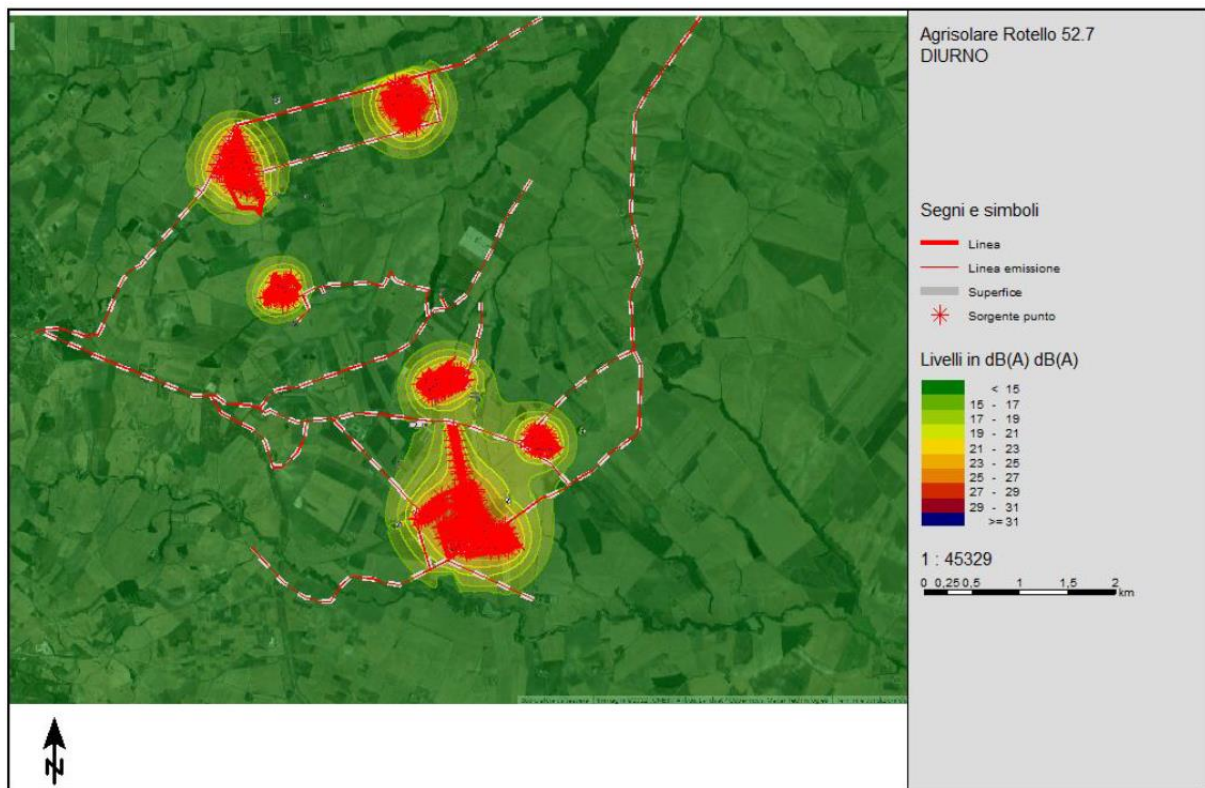 Agrisolare Rotello 52.7
DIURNO
Segni e simboli
Linea
Linea emissione
Superfice
Sorgente punto
Livelli in dB(A) dB(A)
< 15
15 - 17
17 - 19
19 - 21
21 - 23
23 - 25
25 - 27
27 - 29
29 - 31
>= 31
1 : 45329
0 0,25 0,5 1 1,5 2
km
N